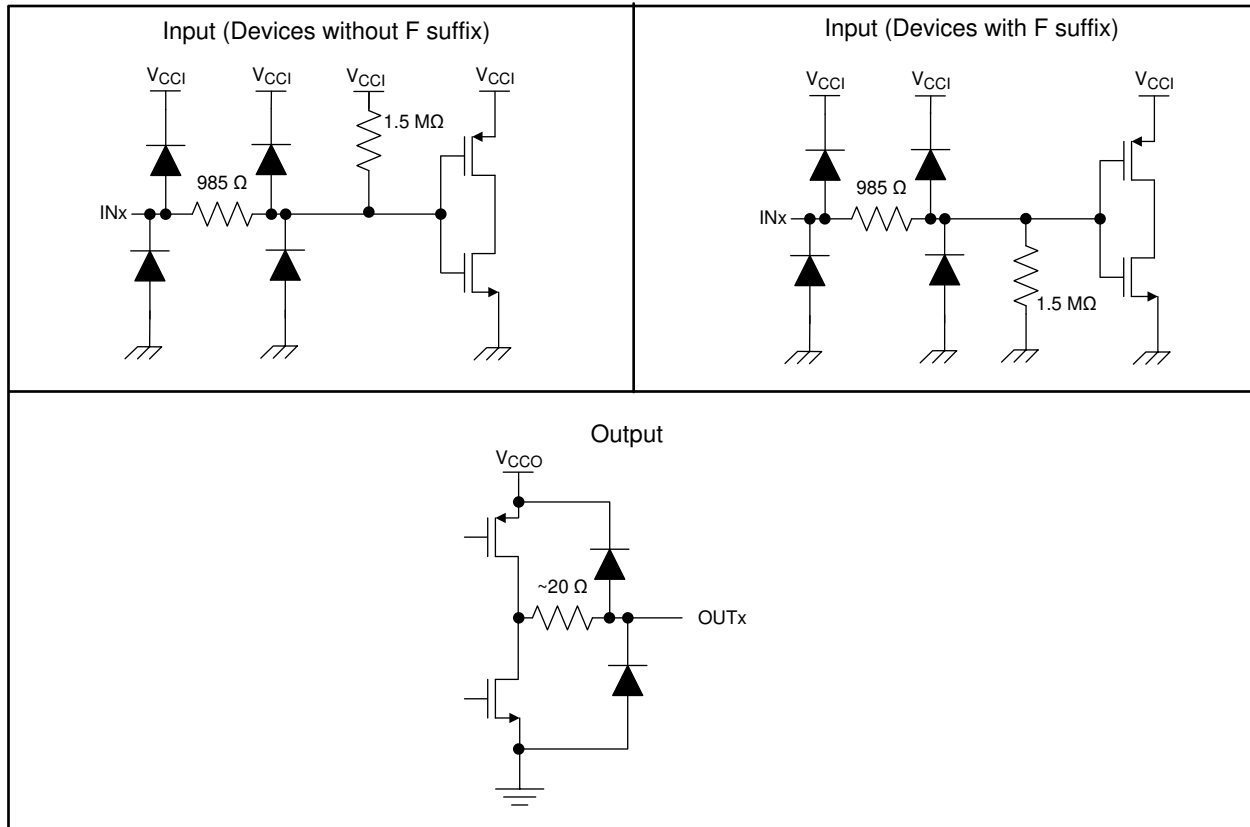 Input (Devices without F suffix)
VCCI
VCCI
VCCI
VCCI
1.5 MΩ
985 Ω
INx
Input (Devices with F suffix)
VCCI
VCCI
VCCI
985 Ω
INx
1.5 MΩ
Output
VCCO
~20 Ω
OUTx